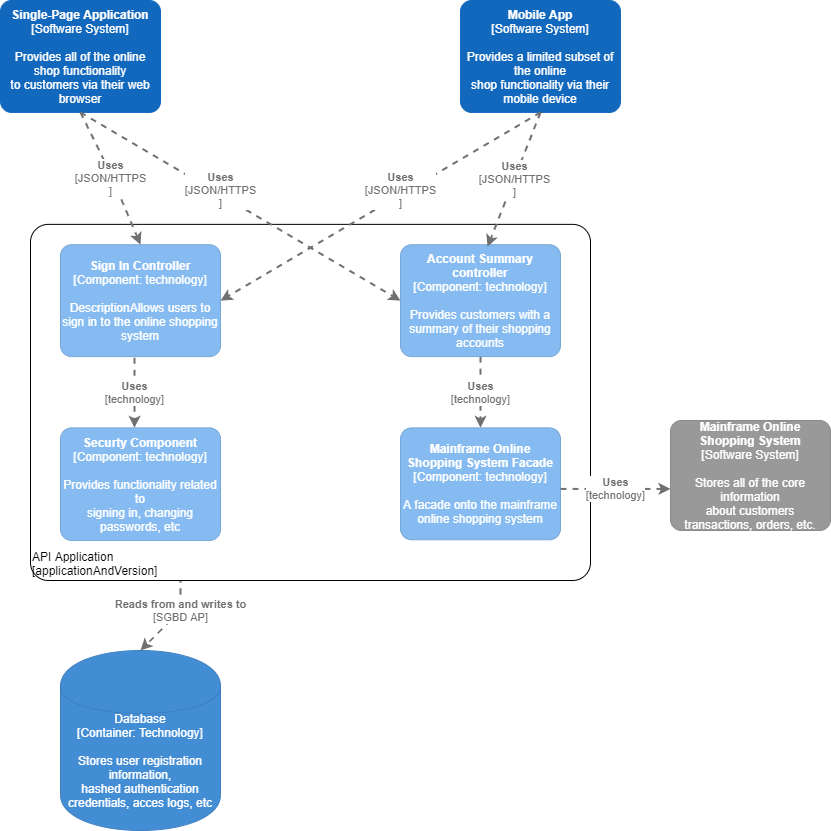 Single-Page Application
[Software System]
Provides all of the online
shop functionality
to customers via their web
browser
Mobile App
[Software System]
Provides a limited subset of
the online
shop functionality via their
mobile device
Uses
[JSON/HTTPS
]
Uses
[JSON/HTTPS
]
Uses
[JSON/HTTPS
]
Uses
[JSON/HTTPS
]
Sign In Controller
[Component: technology]
DescriptionAllows users to
sign in to the online shopping
system
Account Summary
controller
[Component: technology]
Provides customers with a
summary of their shopping
accounts
Uses
[technology]
Uses
[technology]
Securty Component
[Component: technology]
Provides functionality related
to
signing in, changing
passwords, etc
Mainframe Online
Shopping System Facade
[Component: technology]
A facade onto the mainframe
online shopping system
Uses
[technology]
Mainframe Online
Shopping System
[Software System]
Stores all of the core
information
about customers
transactions, orders, etc.
API Application
[applicationAndVersion]
Reads from and writes to
[SGBD AP]
Database
[Container: Technology]
Stores user registration
information,
hashed authentication
credentials, acces logs, etc